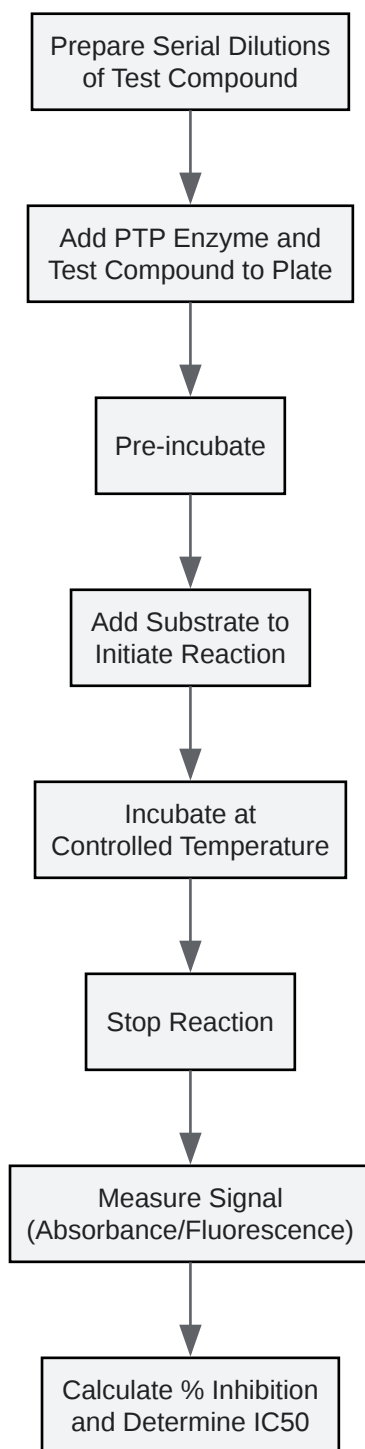 Prepare Serial Dilutions
of Test Compound
Add PTP Enzyme and
Test Compound to Plate
Pre-incubate
Add Substrate to
Initiate Reaction
Incubate at
Controlled Temperature
Stop Reaction
Measure Signal
(Absorbance/Fluorescence)
Calculate % Inhibition
and Determine IC50